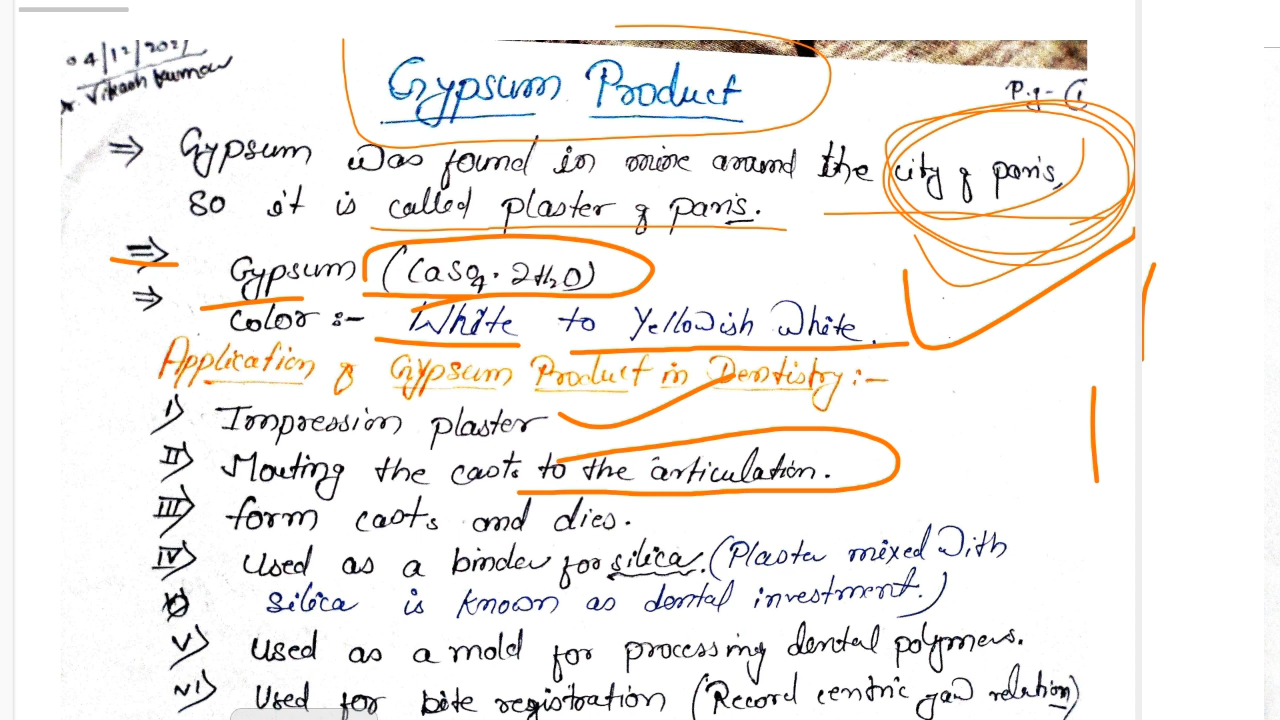 04/12/2021
Dr. Vikash Kumar
Gypsum Product
P.g - 1
⇒ Gypsum was found in mine around the city of paris,
so it is called plaster of paris.
⇒ Gypsum (CaSO4. 2H2O)
⇒ Color :- White to Yellowish White.
Application of Gypsum Product in Dentistry :-
I) Impression plaster
II) Mouting the casts to the articulation.
III) form casts and dies.
IV) Used as a binder for silica. (Plaster mixed with
silica is known as dental investment.)
V) Used as a mold for processing dental polymers.
VI) Used for bite registration (Record centric jaw relation)